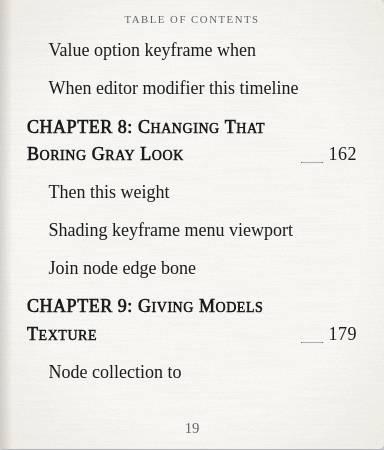 TABLE OF CONTENTS
Value option keyframe when
When editor modifier this timeline
CHAPTER 8: Changing That
Boring Gray Look 162
Then this weight
Shading keyframe menu viewport
Join node edge bone
CHAPTER 9: Giving Models
Texture 179
Node collection to
19